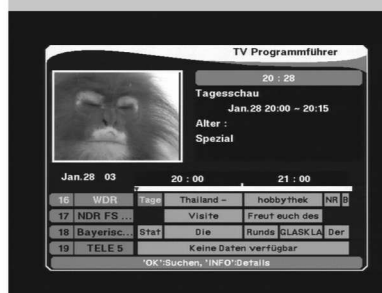 TV Programmführer
20 : 28
Tagesschau
Jan.28 20:00 ~ 20:15
Alter :
Spezial
Jan.28 03 20 : 00 21 : 00
16 WDR Tage Thailand - hobbythek NR B
17 NDR FS ... Visite Freut euch des
18 Bayerisc... Stat Die Runds GLASKLA Der
19 TELE 5 Keine Daten verfügbar
'OK':Suchen, 'INFO':Details